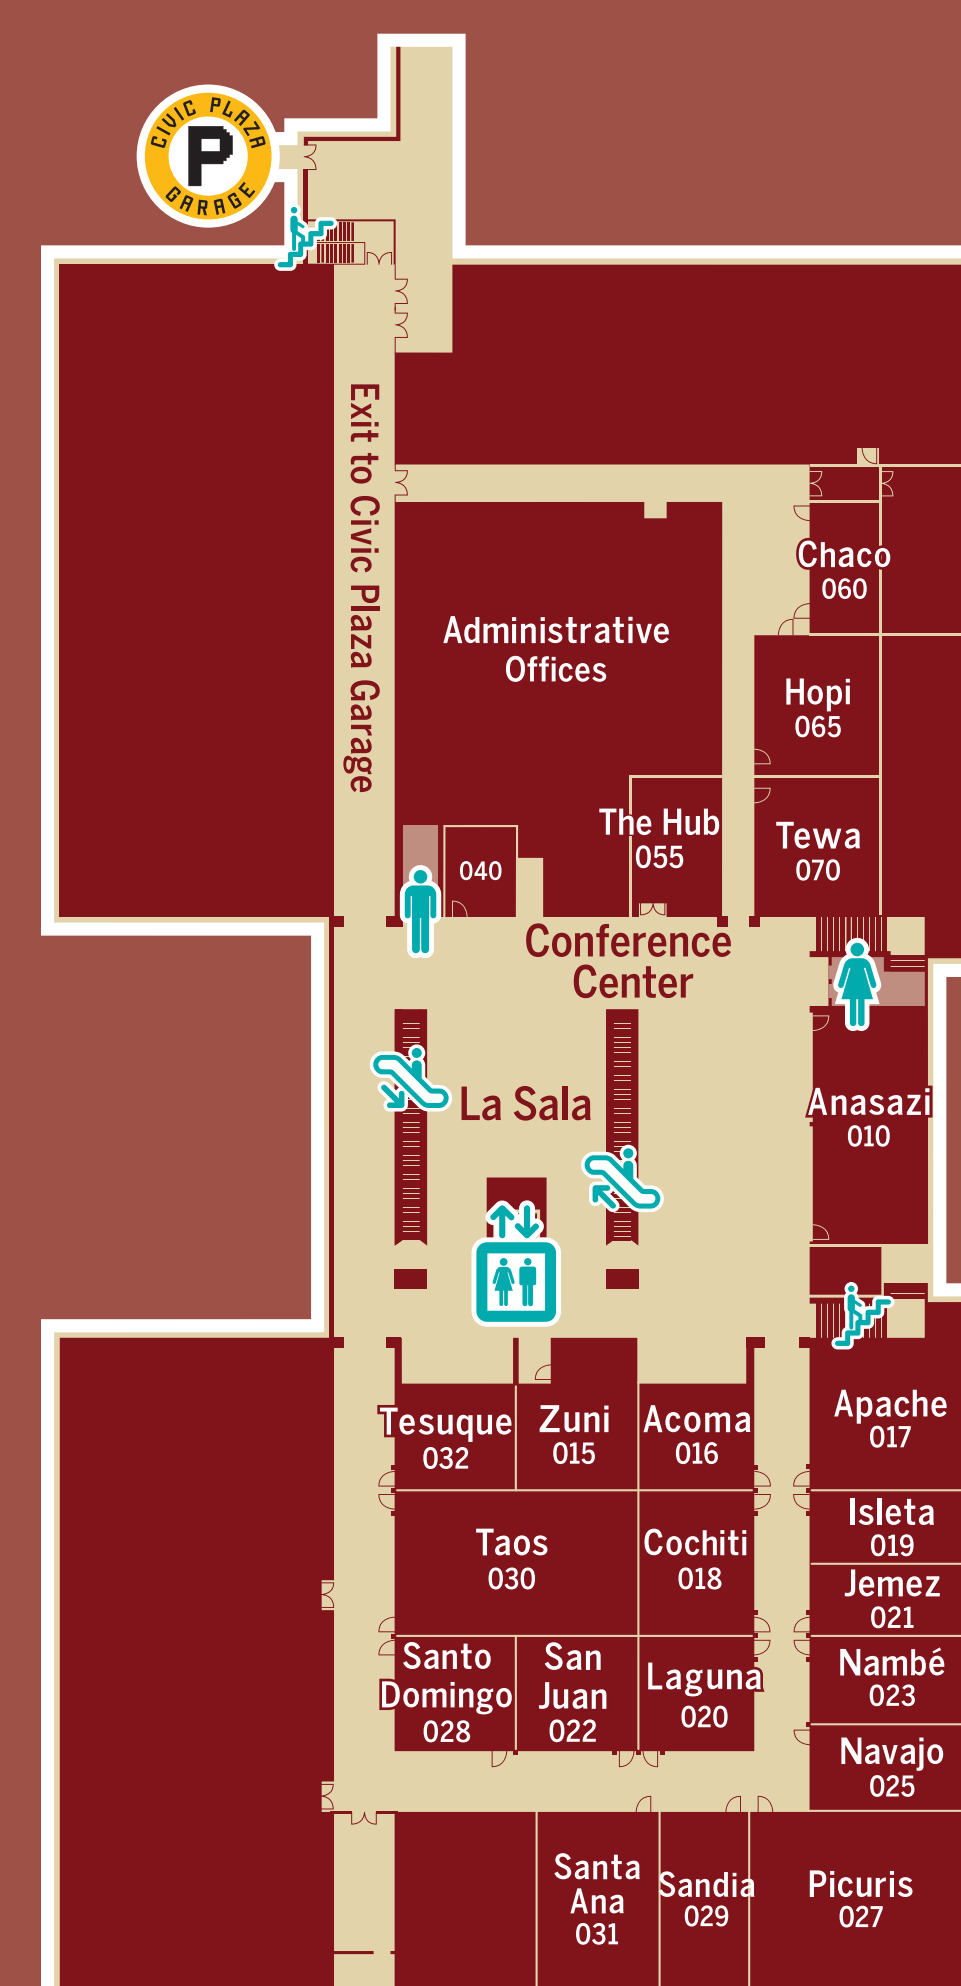 CIVIC PLAZA
P
GARAGE
Exit to Civic Plaza Garage
Chaco
060
Administrative
Offices
Hopi
065
The Hub
055
Tewa
070
040
Conference
Center
La Sala
Anasazi
010
Tesuque
032
Zuni
015
Acoma
016
Apache
017
Taos
030
Cochiti
018
Isleta
019
Jemez
021
Santo
Domingo
028
San
Juan
022
Laguna
020
Nambé
023
Navajo
025
Santa
Ana
031
Sandia
029
Picuris
027